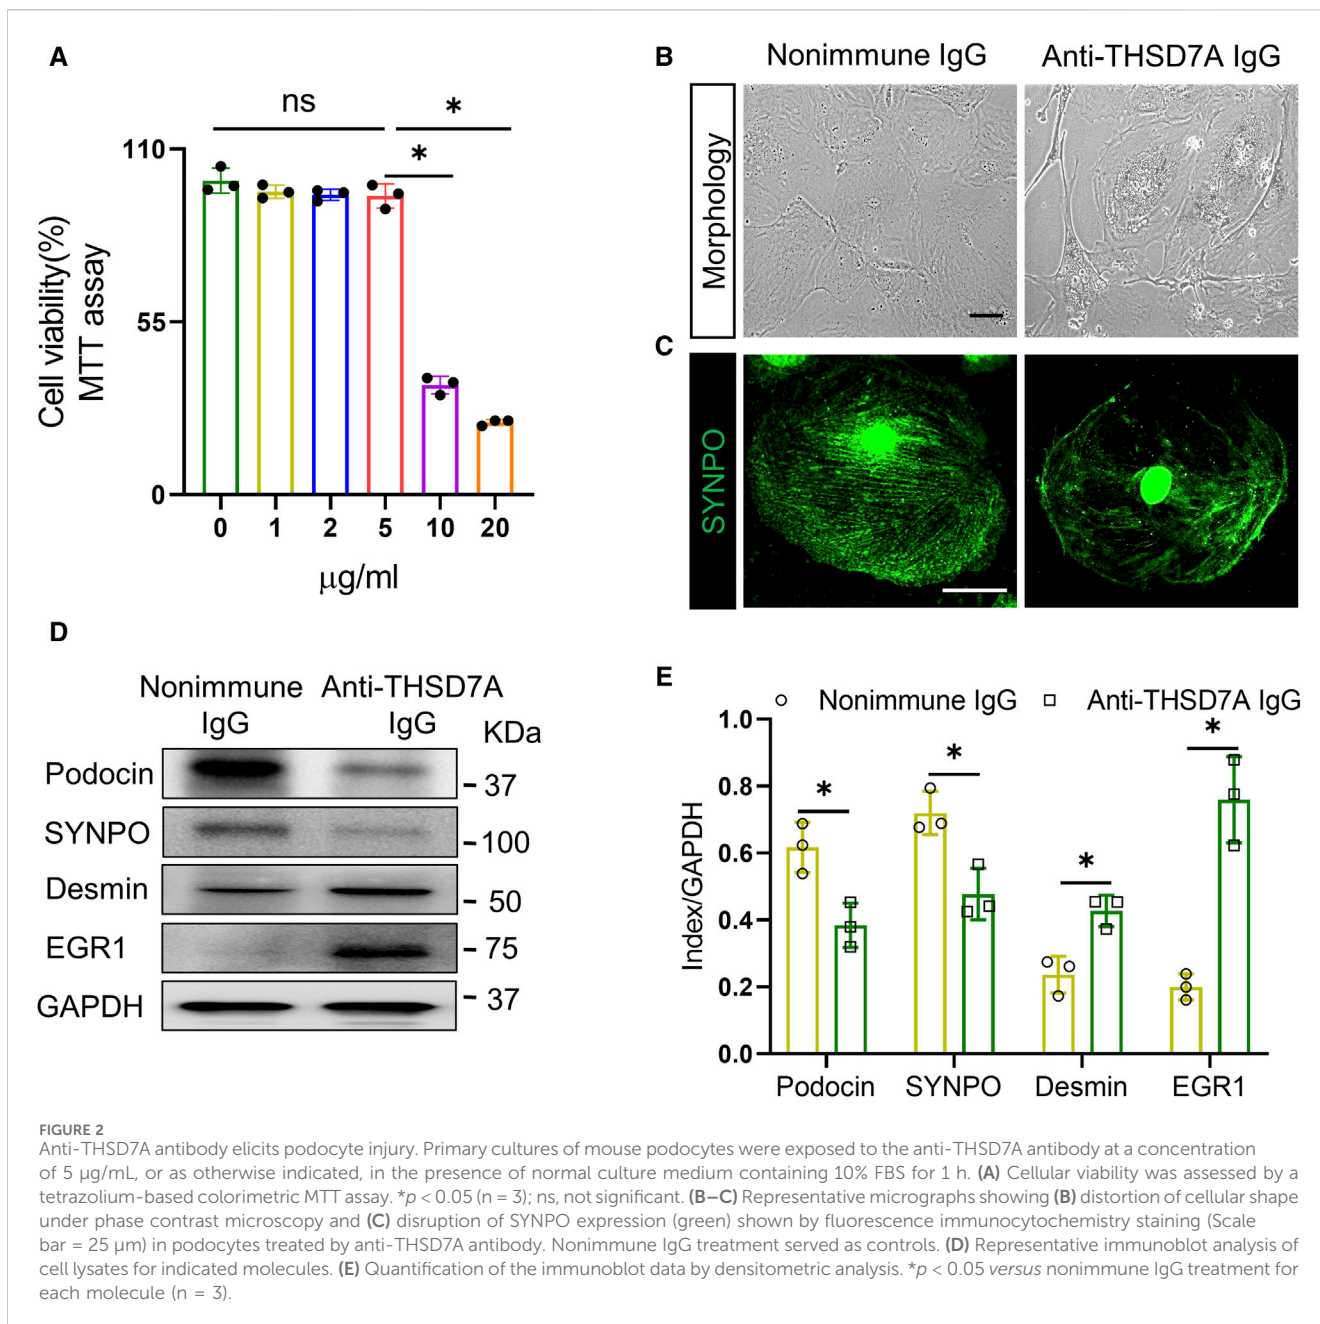 A
ns
*
*
110
55
0
Cell viability(%)
MTT assay
0 1 2 5 10 20
μg/ml
B
Nonimmune IgG Anti-THSD7A IgG
Morphology
C
SYNPO
D
Nonimmune Anti-THSD7A
IgG IgG
KDa
Podocin
37
SYNPO
100
Desmin
50
EGR1
75
GAPDH
37
E
Nonimmune IgG Anti-THSD7A IgG
*
*
*
*
1.0
0.8
0.6
0.4
0.2
0.0
Index/GAPDH
Podocin SYNPO Desmin EGR1
FIGURE 2
Anti-THSD7A antibody elicits podocyte injury. Primary cultures of mouse podocytes were exposed to the anti-THSD7A antibody at a concentration
of 5 μg/mL, or as otherwise indicated, in the presence of normal culture medium containing 10% FBS for 1 h. (A) Cellular viability was assessed by a
tetrazolium-based colorimetric MTT assay. *p < 0.05 (n = 3); ns, not significant. (B–C) Representative micrographs showing (B) distortion of cellular shape
under phase contrast microscopy and (C) disruption of SYNPO expression (green) shown by fluorescence immunocytochemistry staining (Scale
bar = 25 μm) in podocytes treated by anti-THSD7A antibody. Nonimmune IgG treatment served as controls. (D) Representative immunoblot analysis of
cell lysates for indicated molecules. (E) Quantification of the immunoblot data by densitometric analysis. *p < 0.05 versus nonimmune IgG treatment for
each molecule (n = 3).